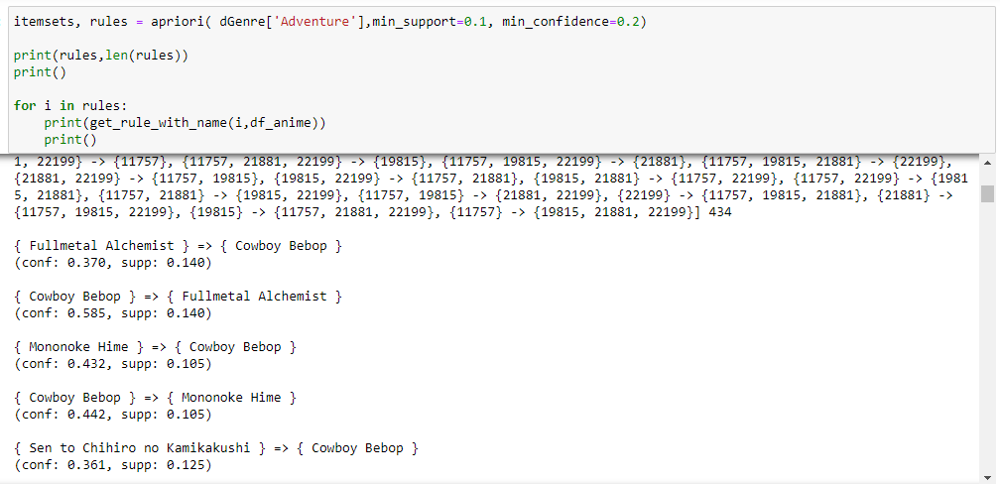 itemsets, rules = apriori( dGenre['Adventure'],min_support=0.1, min_confidence=0.2)
print(rules,len(rules))
print()
for i in rules:
    print(get_rule_with_name(i,df_anime))
    print()
1, 22199} -> {11757}, {11757, 21881, 22199} -> {19815}, {11757, 19815, 22199} -> {21881}, {11757, 19815, 21881} -> {22199},
{21881, 22199} -> {11757, 19815}, {19815, 22199} -> {11757, 21881}, {19815, 21881} -> {11757, 22199}, {11757, 22199} -> {1981
5, 21881}, {11757, 21881} -> {19815, 22199}, {11757, 19815} -> {21881, 22199}, {22199} -> {11757, 19815, 21881}, {21881} ->
{11757, 19815, 22199}, {19815} -> {11757, 21881, 22199}, {11757} -> {19815, 21881, 22199}] 434
{ Fullmetal Alchemist } => { Cowboy Bebop }
(conf: 0.370, supp: 0.140)
{ Cowboy Bebop } => { Fullmetal Alchemist }
(conf: 0.585, supp: 0.140)
{ Mononoke Hime } => { Cowboy Bebop }
(conf: 0.432, supp: 0.105)
{ Cowboy Bebop } => { Mononoke Hime }
(conf: 0.442, supp: 0.105)
{ Sen to Chihiro no Kamikakushi } => { Cowboy Bebop }
(conf: 0.361, supp: 0.125)